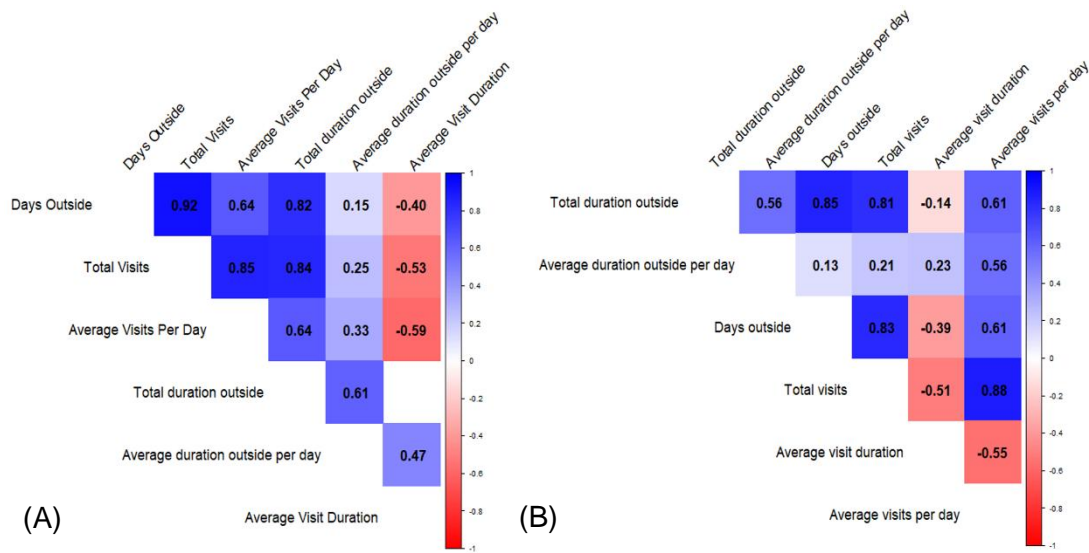 Days Outside
Total Visits
Average Visits Per Day
Total duration outside
Average duration outside per day
Average Visit Duration
Days Outside 0.92 0.64 0.82 0.15 -0.40
Total Visits 0.85 0.84 0.25 -0.53
Average Visits Per Day 0.64 0.33 -0.59
Total duration outside 0.61
Average duration outside per day 0.47
Average Visit Duration
1
0.8
0.6
0.4
0.2
0
-0.2
-0.4
-0.6
-0.8
-1
(A)
Total duration outside
Average duration outside per day
Days outside
Total visits
Average visit duration
Average visits per day
Total duration outside 0.56 0.85 0.81 -0.14 0.61
Average duration outside per day 0.13 0.21 0.23 0.56
Days outside 0.83 -0.39 0.61
Total visits -0.51 0.88
Average visit duration -0.55
Average visits per day
1
0.8
0.6
0.4
0.2
0
-0.2
-0.4
-0.6
-0.8
-1
(B)